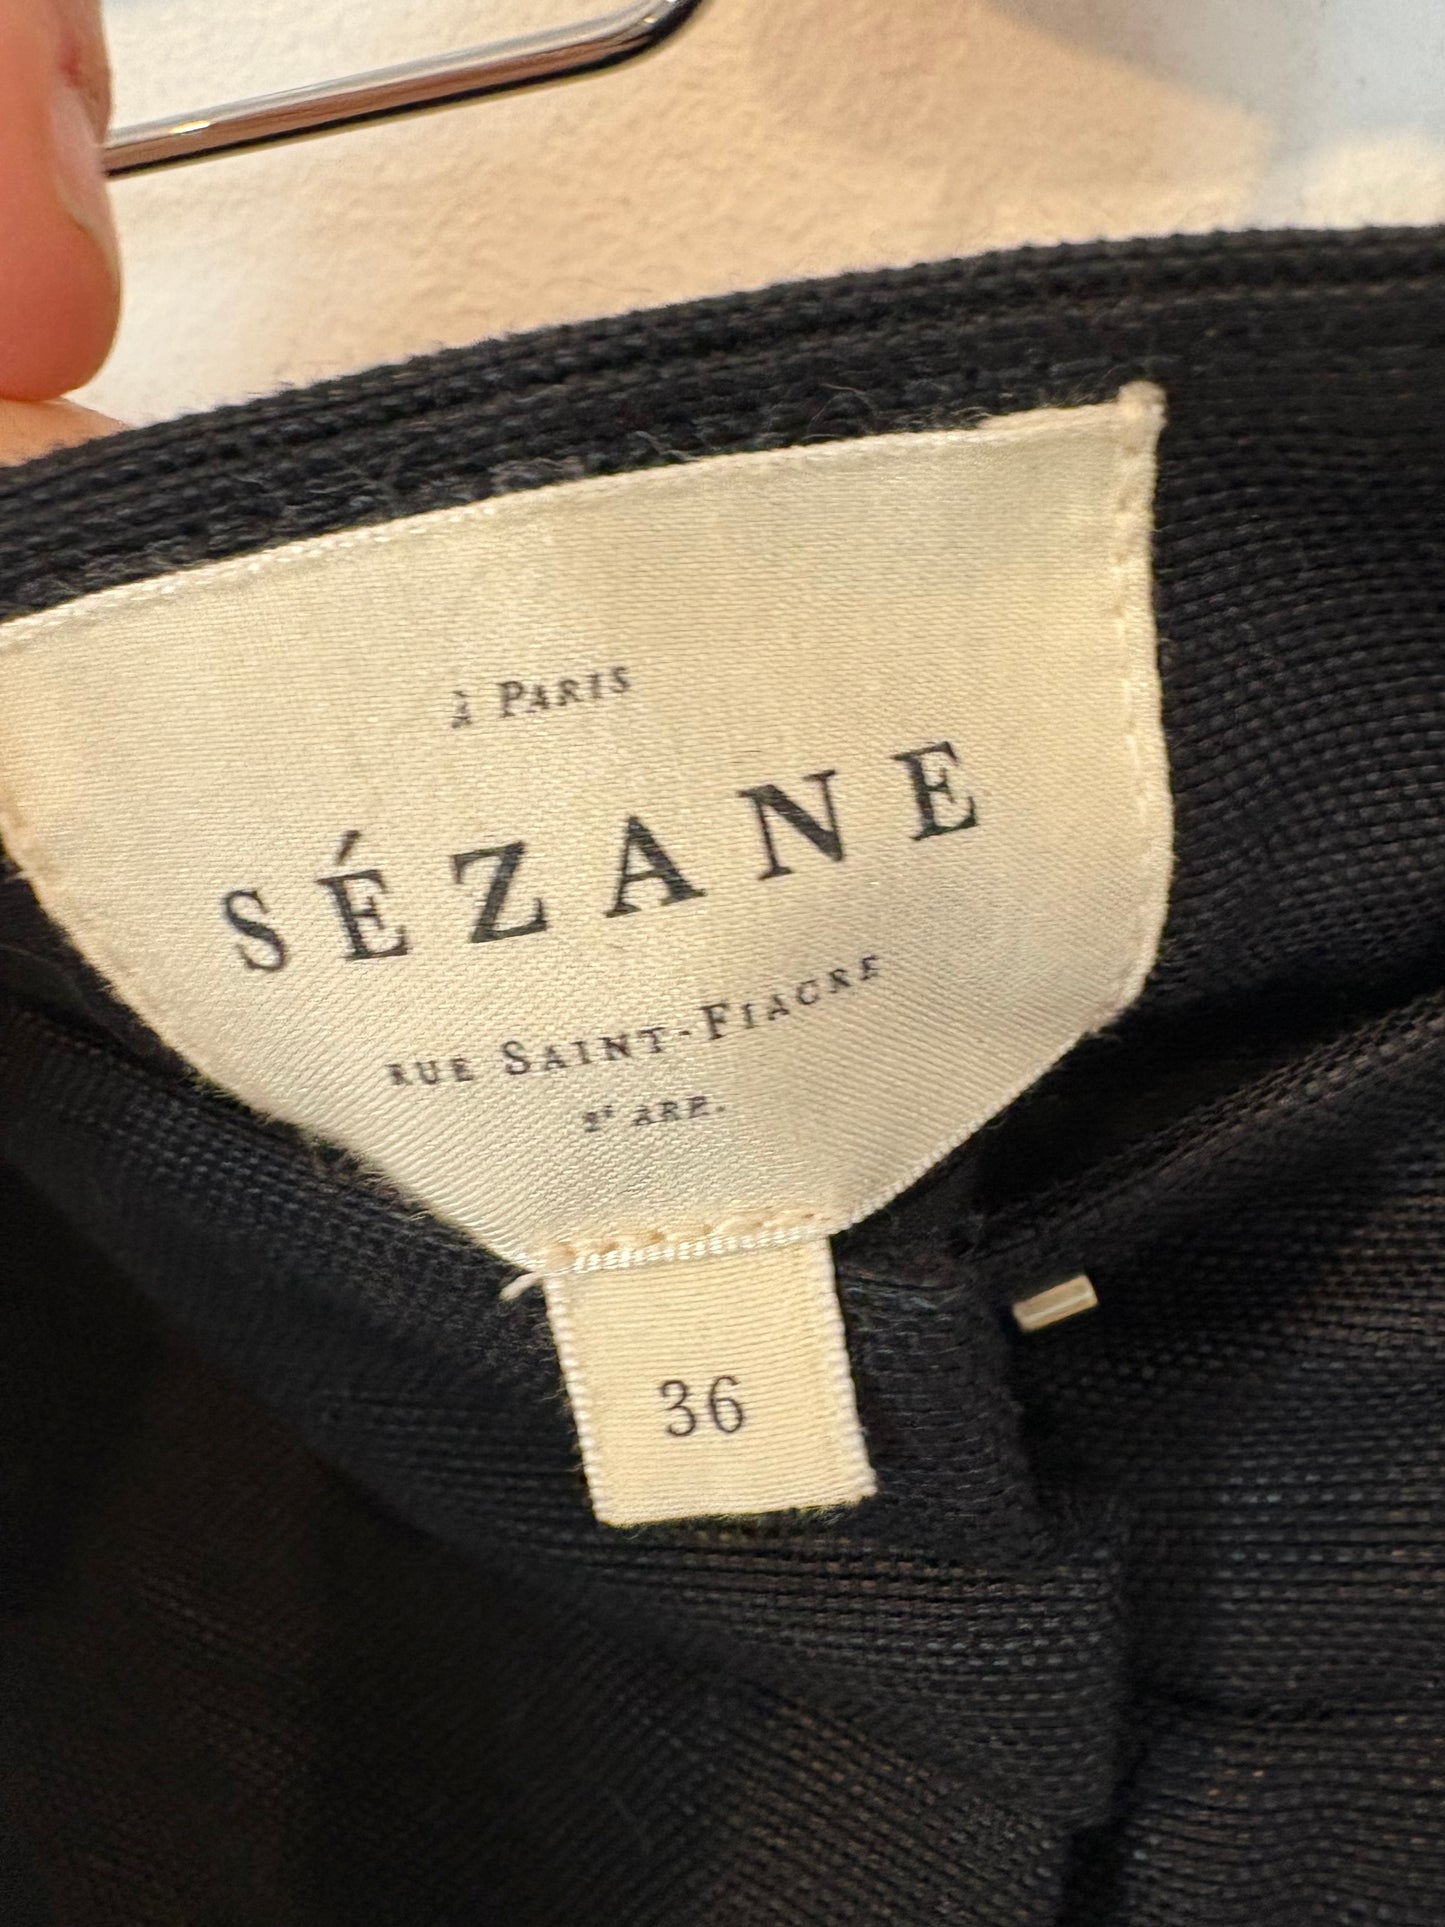 à PARIS
SÉZANE
RUE SAINT-FIACRE
2ᵉ ARR.
36